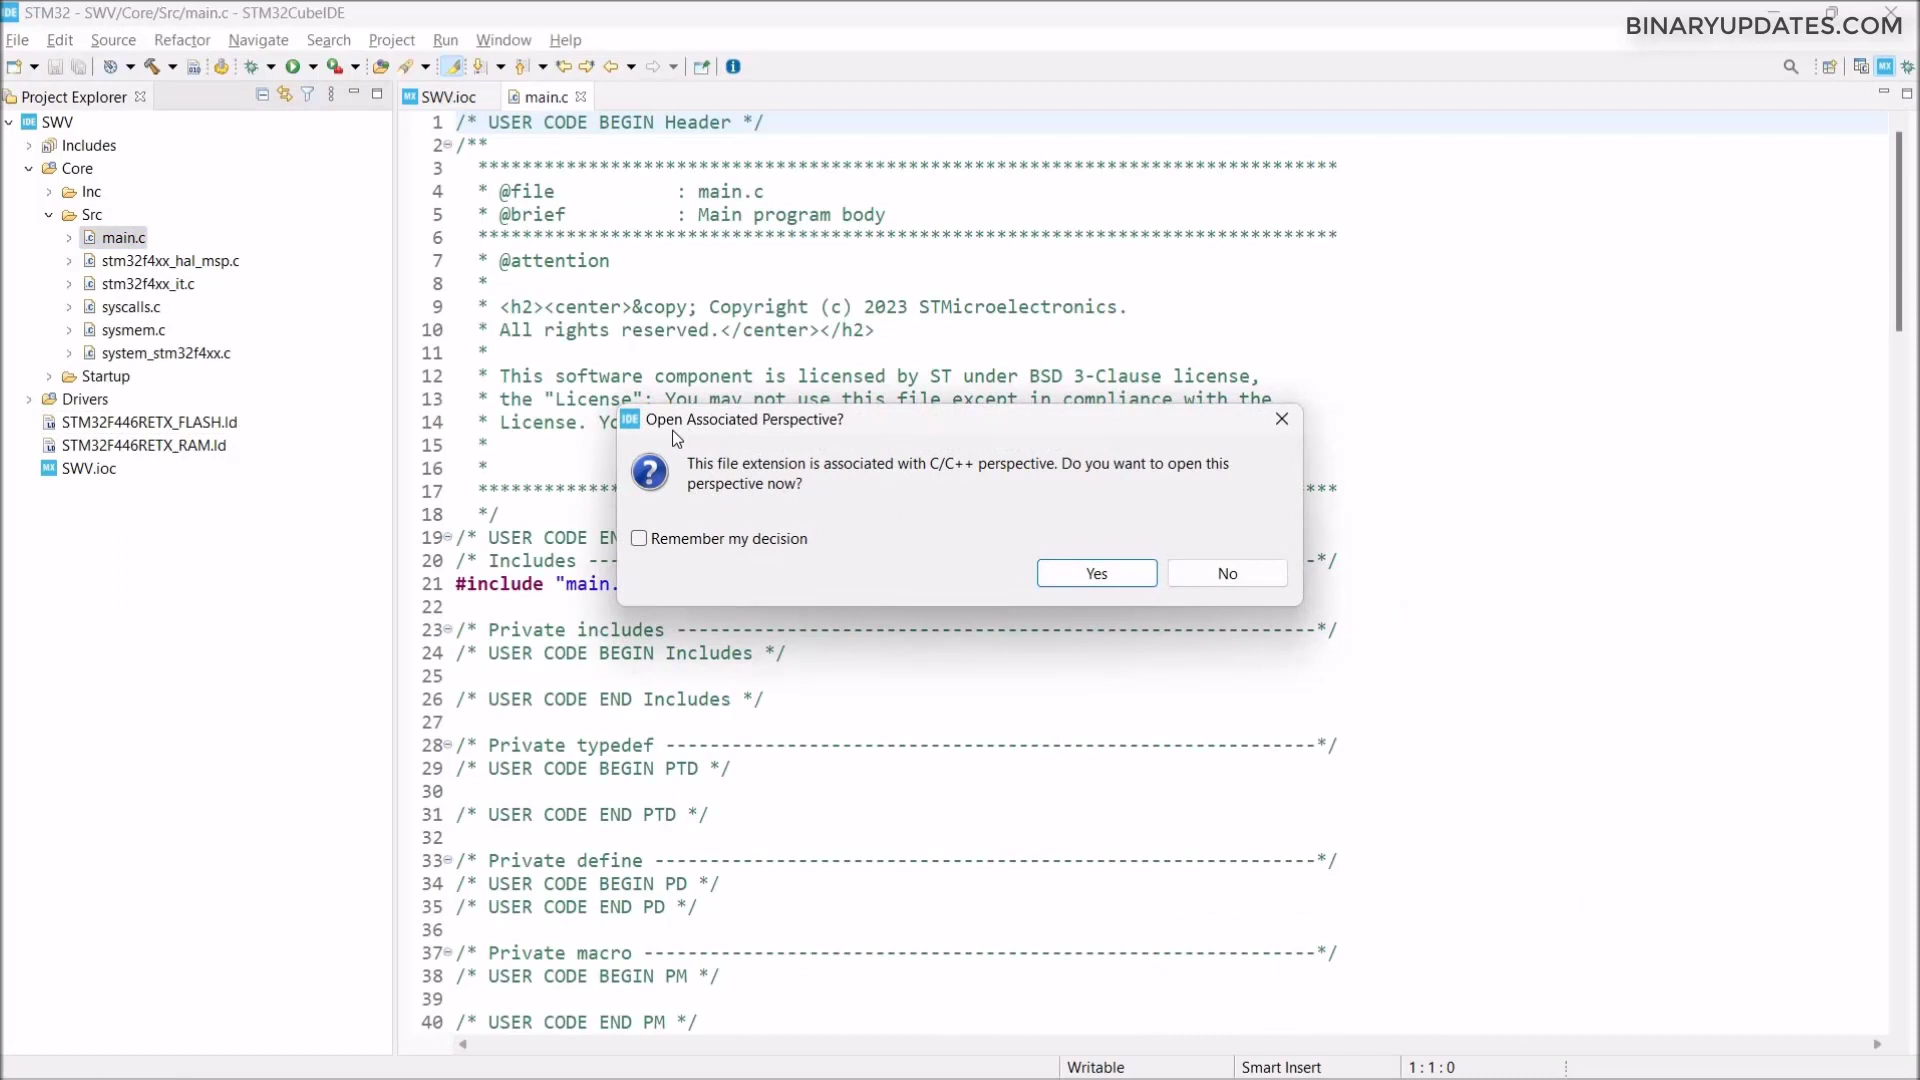 IDE STM32 - SWV/Core/Src/main.c - STM32CubeIDE
BINARYUPDATES.COM
File Edit Source Refactor Navigate Search Project Run Window Help
MX
Project Explorer
MX SWV.ioc
main.c
IDE SWV
Includes
Core
Inc
Src
main.c
stm32f4xx_hal_msp.c
stm32f4xx_it.c
syscalls.c
sysmem.c
system_stm32f4xx.c
Startup
Drivers
STM32F446RETX_FLASH.ld
STM32F446RETX_RAM.ld
MX SWV.ioc
1 /* USER CODE BEGIN Header */
2 /**
3 ******************************************************************************
4 * @file : main.c
5 * @brief : Main program body
6 ******************************************************************************
7 * @attention
8 *
9 * <h2><center>&copy; Copyright (c) 2023 STMicroelectronics.
10 * All rights reserved.</center></h2>
11 *
12 * This software component is licensed by ST under BSD 3-Clause license,
13 * the "License"; You may not use this file except in compliance with the
14 * License.
15 *
16 *
17 ************* ***
18 */
19 /* USER CODE
20 /* Includes --- -*/
21 #include "main.
22
23 /* Private includes ----------------------------------------------------------*/
24 /* USER CODE BEGIN Includes */
25
26 /* USER CODE END Includes */
27
28 /* Private typedef -----------------------------------------------------------*/
29 /* USER CODE BEGIN PTD */
30
31 /* USER CODE END PTD */
32
33 /* Private define ------------------------------------------------------------*/
34 /* USER CODE BEGIN PD */
35 /* USER CODE END PD */
36
37 /* Private macro -------------------------------------------------------------*/
38 /* USER CODE BEGIN PM */
39
40 /* USER CODE END PM */
IDE Open Associated Perspective?
This file extension is associated with C/C++ perspective. Do you want to open this
perspective now?
Remember my decision
Yes No
Writable Smart Insert 1 : 1 : 0